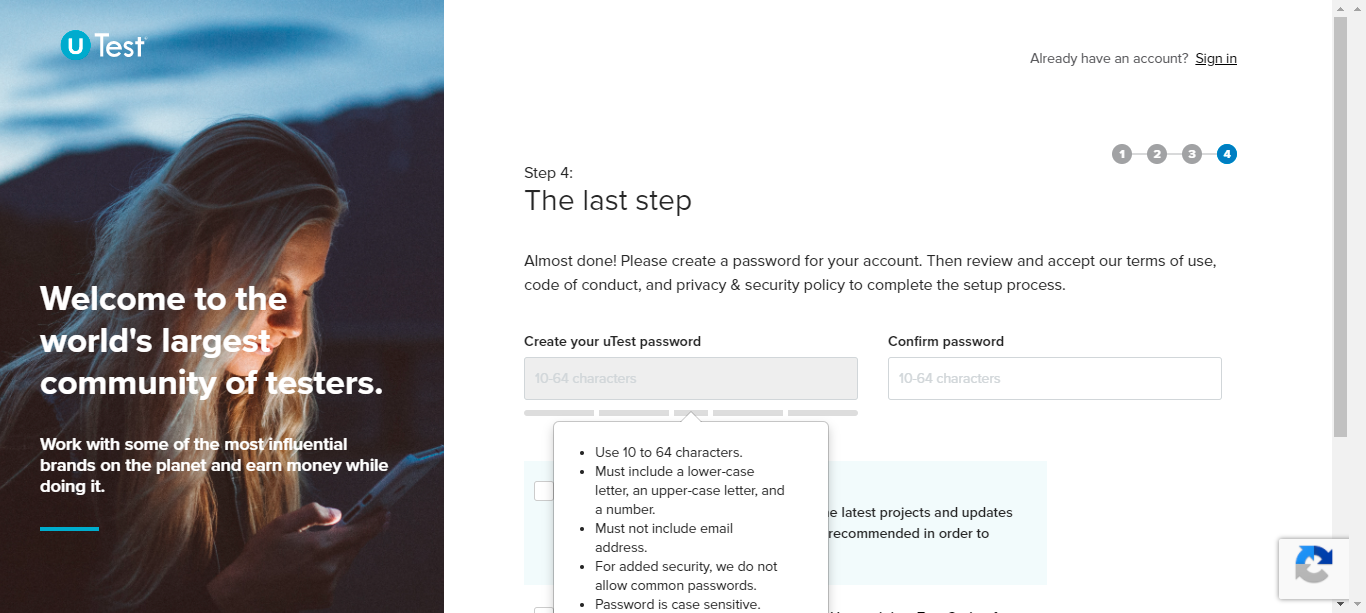 U Test
Already have an account? Sign in
1 2 3 4
Step 4:
The last step
Almost done! Please create a password for your account. Then review and accept our terms of use,
code of conduct, and privacy & security policy to complete the setup process.
Welcome to the
world's largest
community of testers.
Work with some of the most influential
brands on the planet and earn money while
doing it.
Create your uTest password
Confirm password
10-64 characters
10-64 characters
Use 10 to 64 characters.
Must include a lower-case
letter, an upper-case letter, and
a number.
Must not include email
address.
For added security, we do not
allow common passwords.
Password is case sensitive.
latest projects and updates
recommended in order to